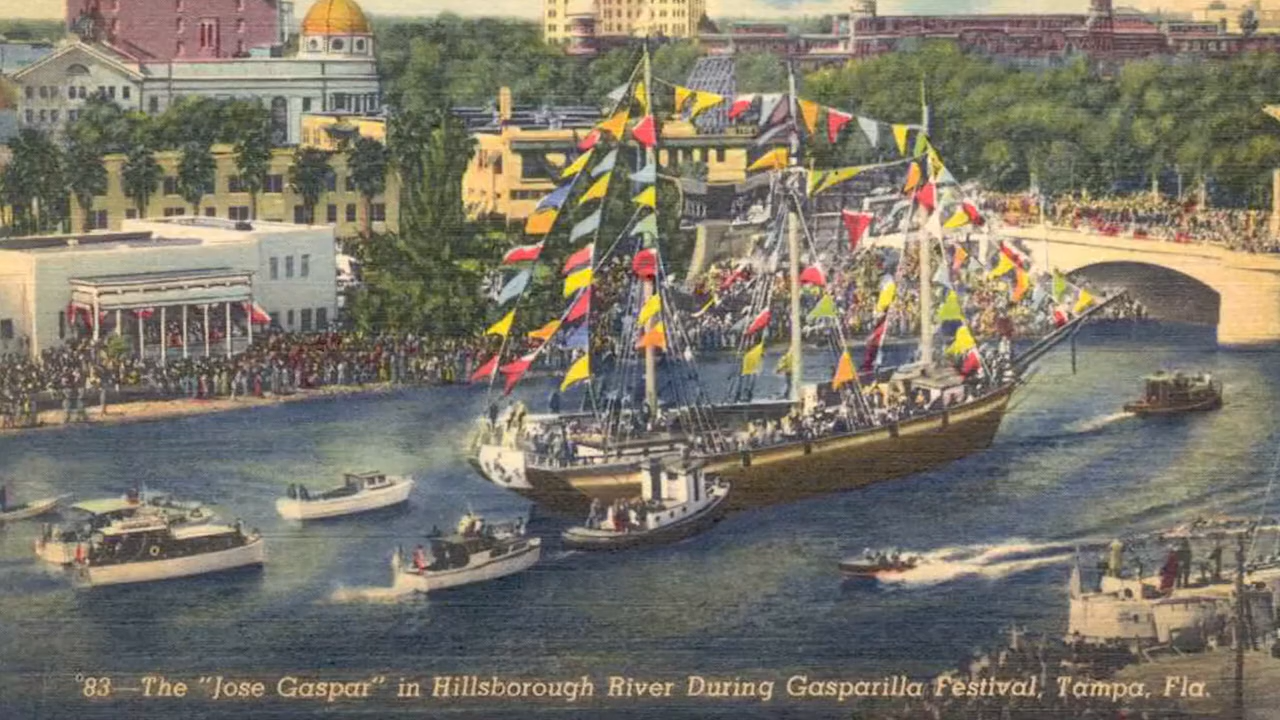 83—The "Jose Gaspar" in Hillsborough River During Gasparilla Festival, Tampa, Fla.